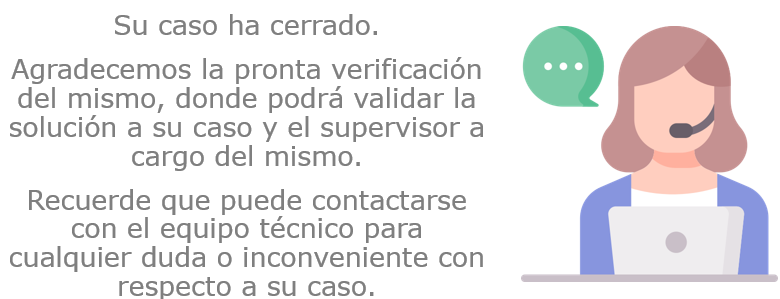 Su caso ha cerrado.
Agradecemos la pronta verificación
del mismo, donde podrá validar la
solución a su caso y el supervisor a
cargo del mismo.
Recuerde que puede contactarse
con el equipo técnico para
cualquier duda o inconveniente con
respecto a su caso.